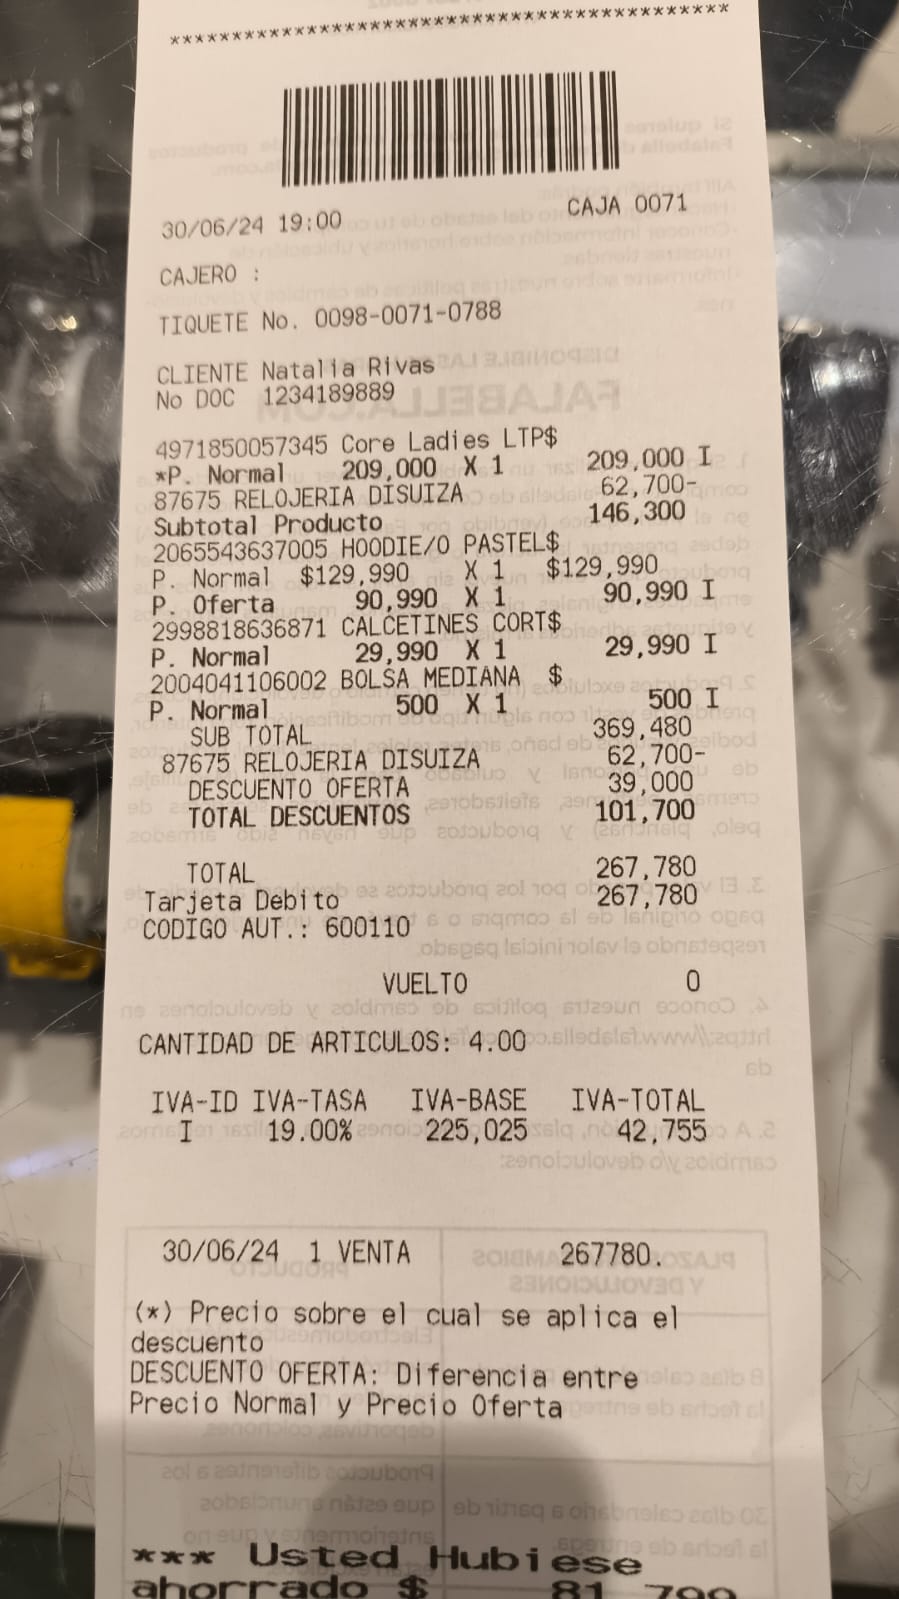 *********************************************
30/06/24 19:00 CAJA 0071
CAJERO :
TIQUETE No. 0098-0071-0788
CLIENTE Natalia Rivas
No DOC 1234189889
4971850057345 Core Ladies LTP$
*P. Normal 209,000 X 1 209,000 I
87675 RELOJERIA DISUIZA 62,700-
Subtotal Producto 146,300
2065543637005 HOODIE/O PASTEL$
P. Normal $129,990 X 1 $129,990
P. Oferta 90,990 X 1 90,990 I
2998818636871 CALCETINES CORT$
P. Normal 29,990 X 1 29,990 I
2004041106002 BOLSA MEDIANA $
P. Normal 500 X 1 500 I
SUB TOTAL 369,480
87675 RELOJERIA DISUIZA 62,700-
DESCUENTO OFERTA 39,000
TOTAL DESCUENTOS 101,700
TOTAL 267,780
Tarjeta Debito 267,780
CODIGO AUT.: 600110
VUELTO 0
CANTIDAD DE ARTICULOS: 4.00
IVA-ID IVA-TASA IVA-BASE IVA-TOTAL
I 19.00% 225,025 42,755
30/06/24 1 VENTA 267780.
(*) Precio sobre el cual se aplica el
descuento
DESCUENTO OFERTA: Diferencia entre
Precio Normal y Precio Oferta
*** Usted Hubiese
ahorrado $ 81,799